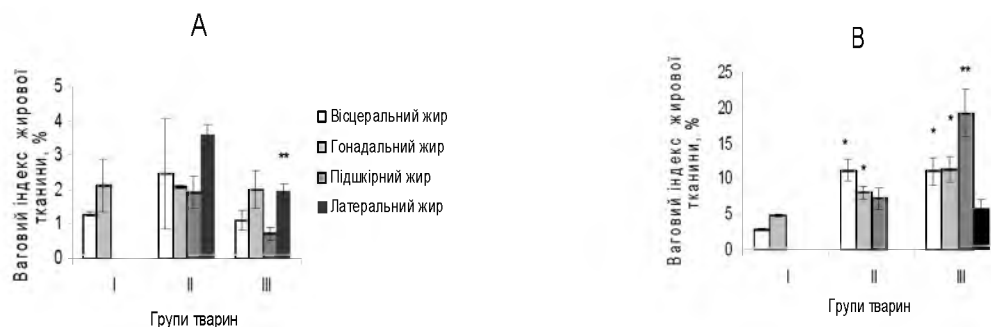 А
Ваговий індекс жирової
тканини, %
5
4
3
2
1
0
**
I
II
III
Групи тварин
Вісцеральний жир
Гонадальний жир
Підшкірний жир
Латеральний жир
В
Ваговий індекс жирової
тканини, %
25
20
15
10
5
0
*
*
*
*
**
I
II
III
Групи тварин